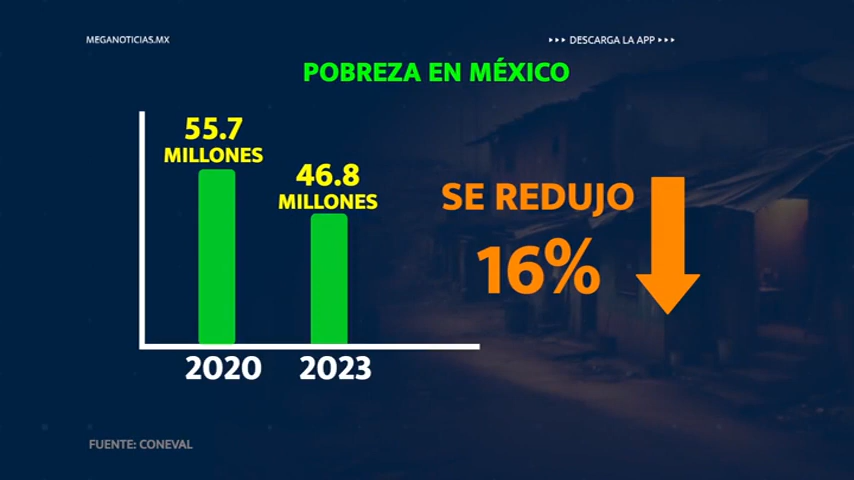 MEGANOTICIAS.MX
▸▸▸ DESCARGA LA APP ▸▸▸
POBREZA EN MÉXICO
55.7
MILLONES
46.8
MILLONES
SE REDUJO
16%
2020
2023
FUENTE: CONEVAL